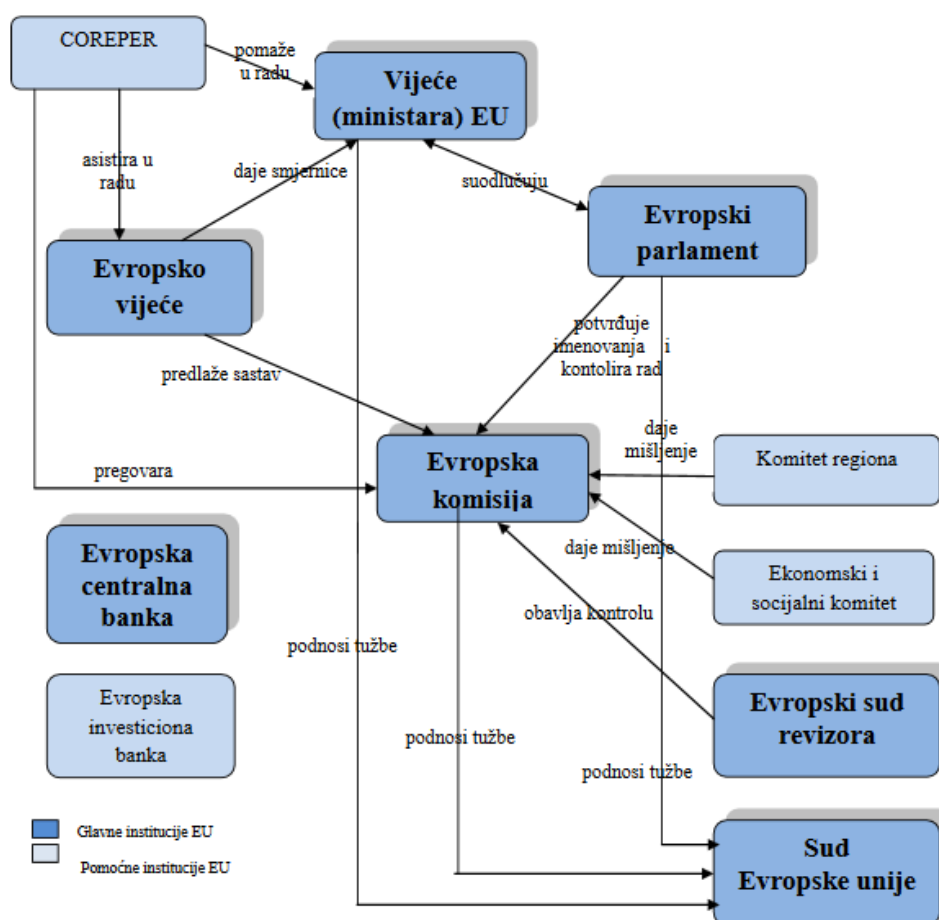 COREPER
pomaže
u radu
Vijeće
(ministara) EU
asistira u
radu
daje smjernice
suodlučuju
Evropski
parlament
Evropsko
vijeće
potvrđuje
imenovanja i
kontolira rad
predlaže sastav
daje
mišljenje
Komitet regiona
Evropska
komisija
pregovara
daje mišljenje
Ekonomski i
socijalni komitet
Evropska
centralna
banka
obavlja kontrolu
podnosi tužbe
Evropska
investiciona
banka
Evropski sud
revizora
podnosi tužbe
podnosi tužbe
Glavne institucije EU
Pomoćne institucije EU
Sud
Evropske unije